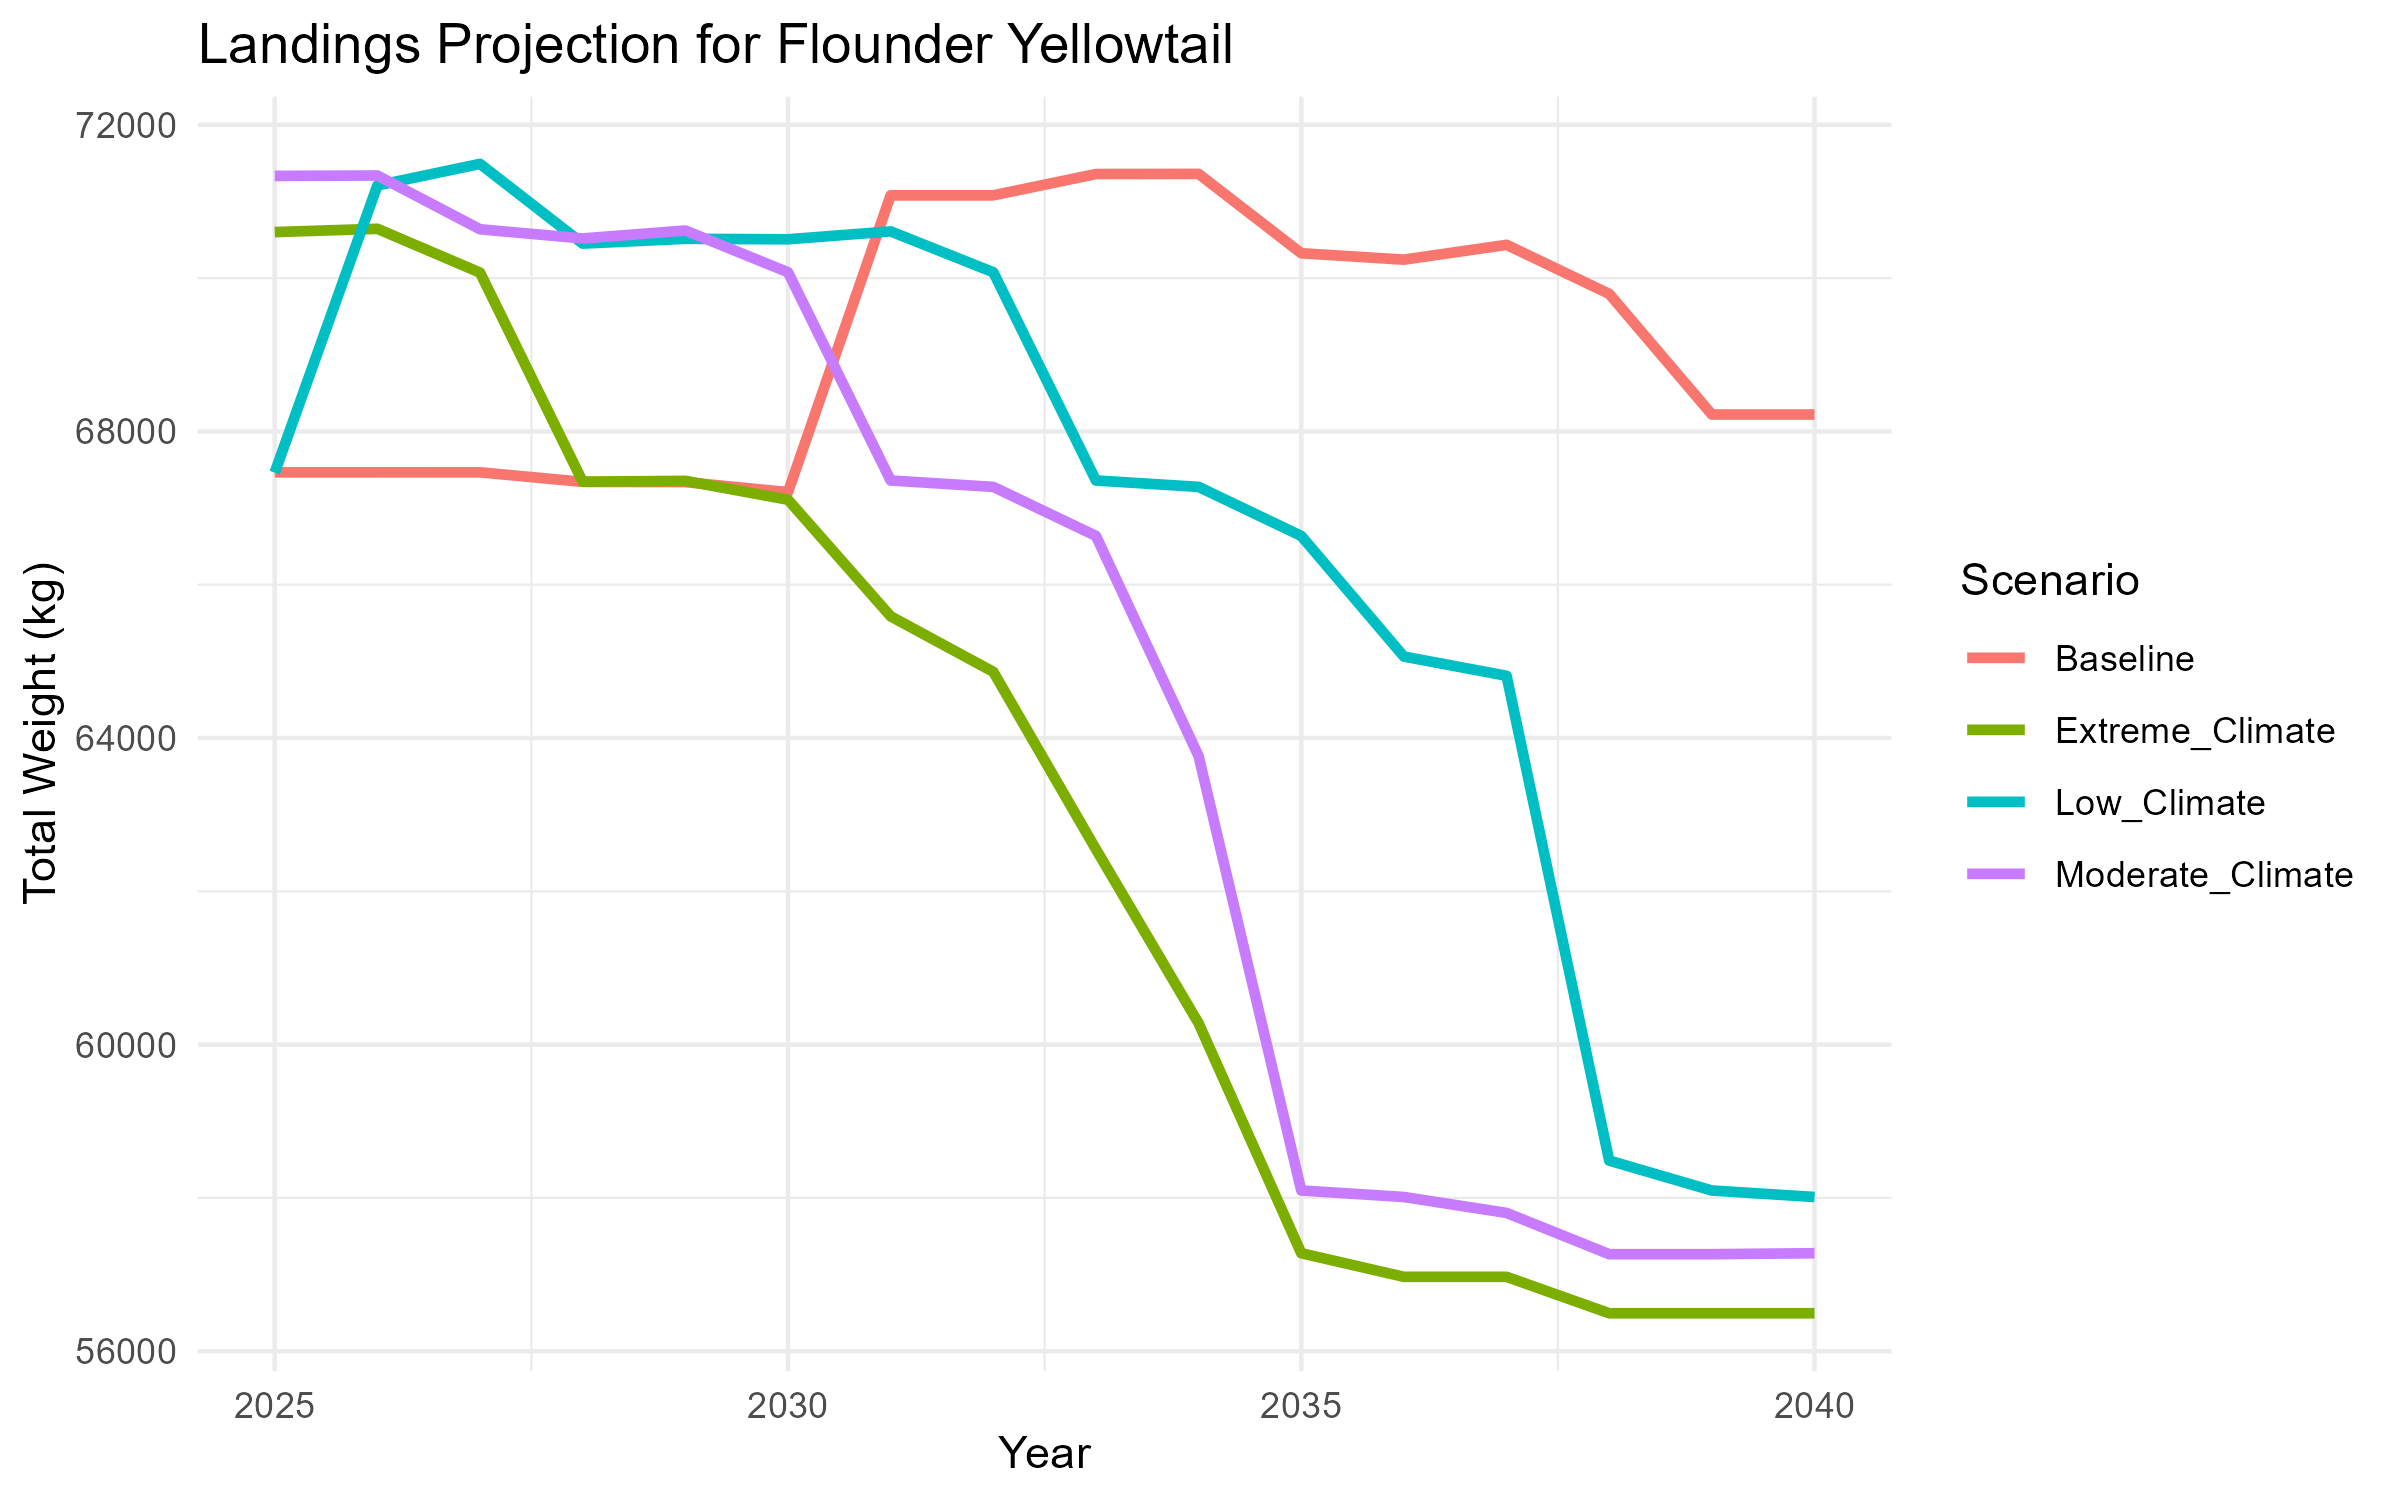 Landings Projection for Flounder Yellowtail
72000
68000
64000
60000
56000
Total Weight (kg)
2025
2030
2035
2040
Year
Scenario
Baseline
Extreme_Climate
Low_Climate
Moderate_Climate